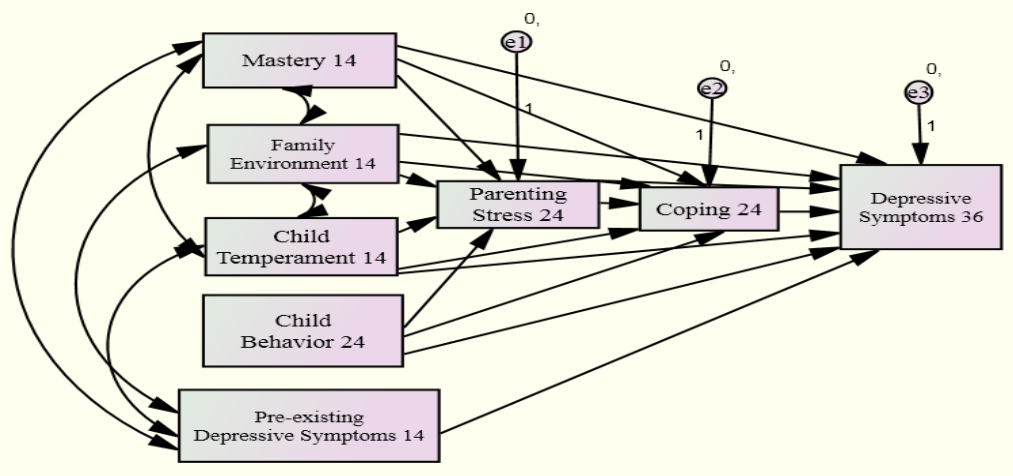 0,
e1
Mastery 14
0,
e2
0,
e3
1
1
1
Family
Environment 14
Parenting
Stress 24
Coping 24
Depressive
Symptoms 36
Child
Temperament 14
Child
Behavior 24
Pre-existing
Depressive Symptoms 14